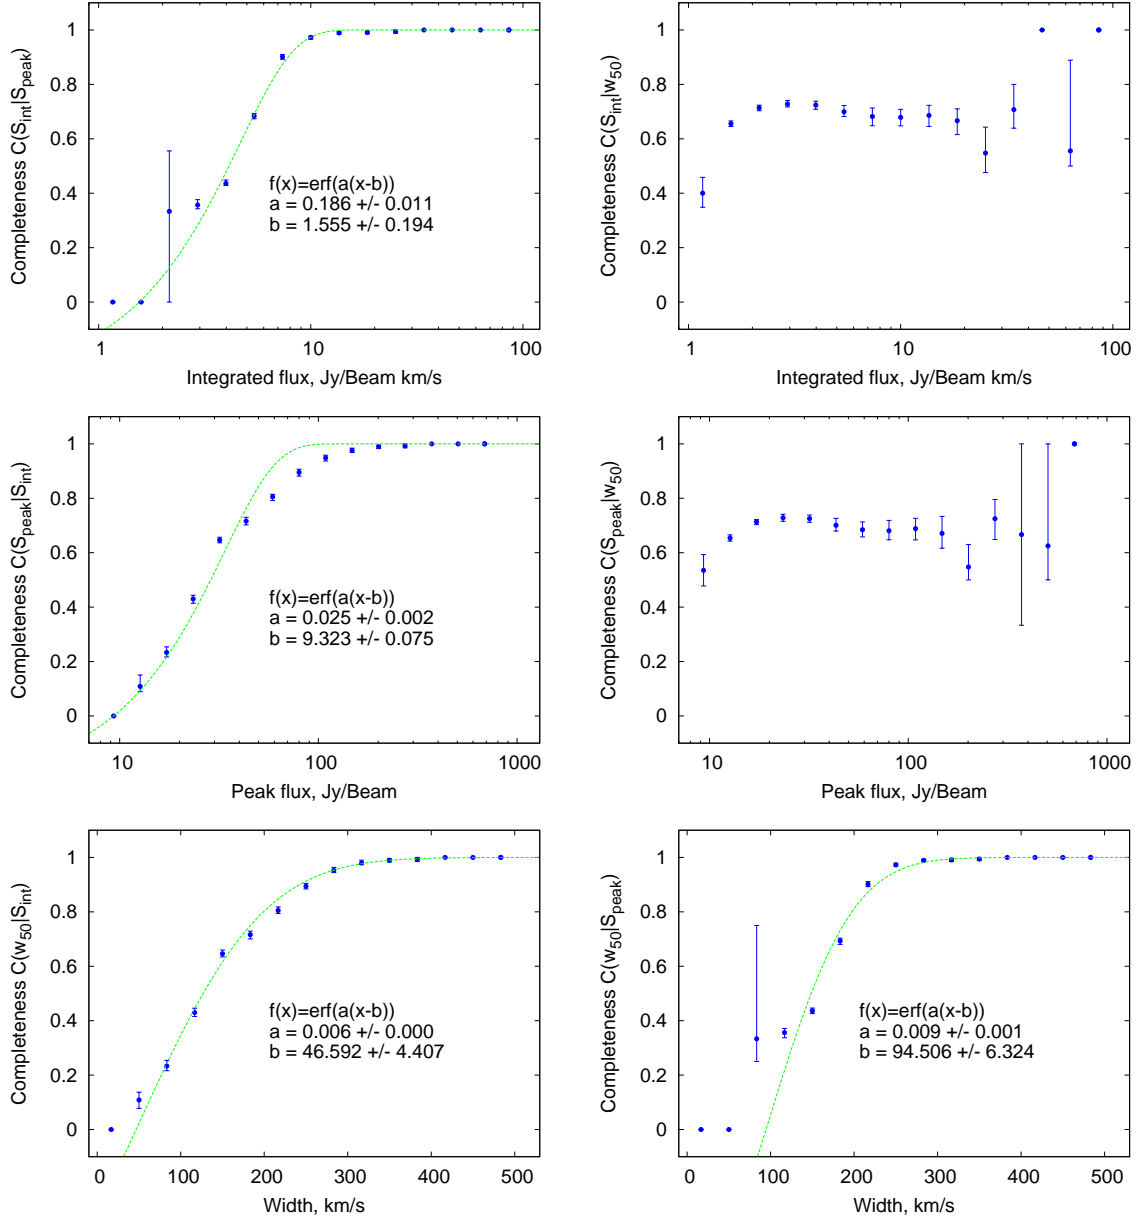 Completeness C(S_int|S_peak)
1
0.8
0.6
0.4
0.2
0
f(x)=erf(a(x-b))
a = 0.186 +/- 0.011
b = 1.555 +/- 0.194
1 10 100
Integrated flux, Jy/Beam km/s
Completeness C(S_int|w_50)
1
0.8
0.6
0.4
0.2
0
1 10 100
Integrated flux, Jy/Beam km/s
Completeness C(S_peak|S_int)
1
0.8
0.6
0.4
0.2
0
f(x)=erf(a(x-b))
a = 0.025 +/- 0.002
b = 9.323 +/- 0.075
10 100 1000
Peak flux, Jy/Beam
Completeness C(S_peak|w_50)
1
0.8
0.6
0.4
0.2
0
10 100 1000
Peak flux, Jy/Beam
Completeness C(w_50|S_int)
1
0.8
0.6
0.4
0.2
0
f(x)=erf(a(x-b))
a = 0.006 +/- 0.000
b = 46.592 +/- 4.407
0 100 200 300 400 500
Width, km/s
Completeness C(w_50|S_peak)
1
0.8
0.6
0.4
0.2
0
f(x)=erf(a(x-b))
a = 0.009 +/- 0.001
b = 94.506 +/- 6.324
0 100 200 300 400 500
Width, km/s